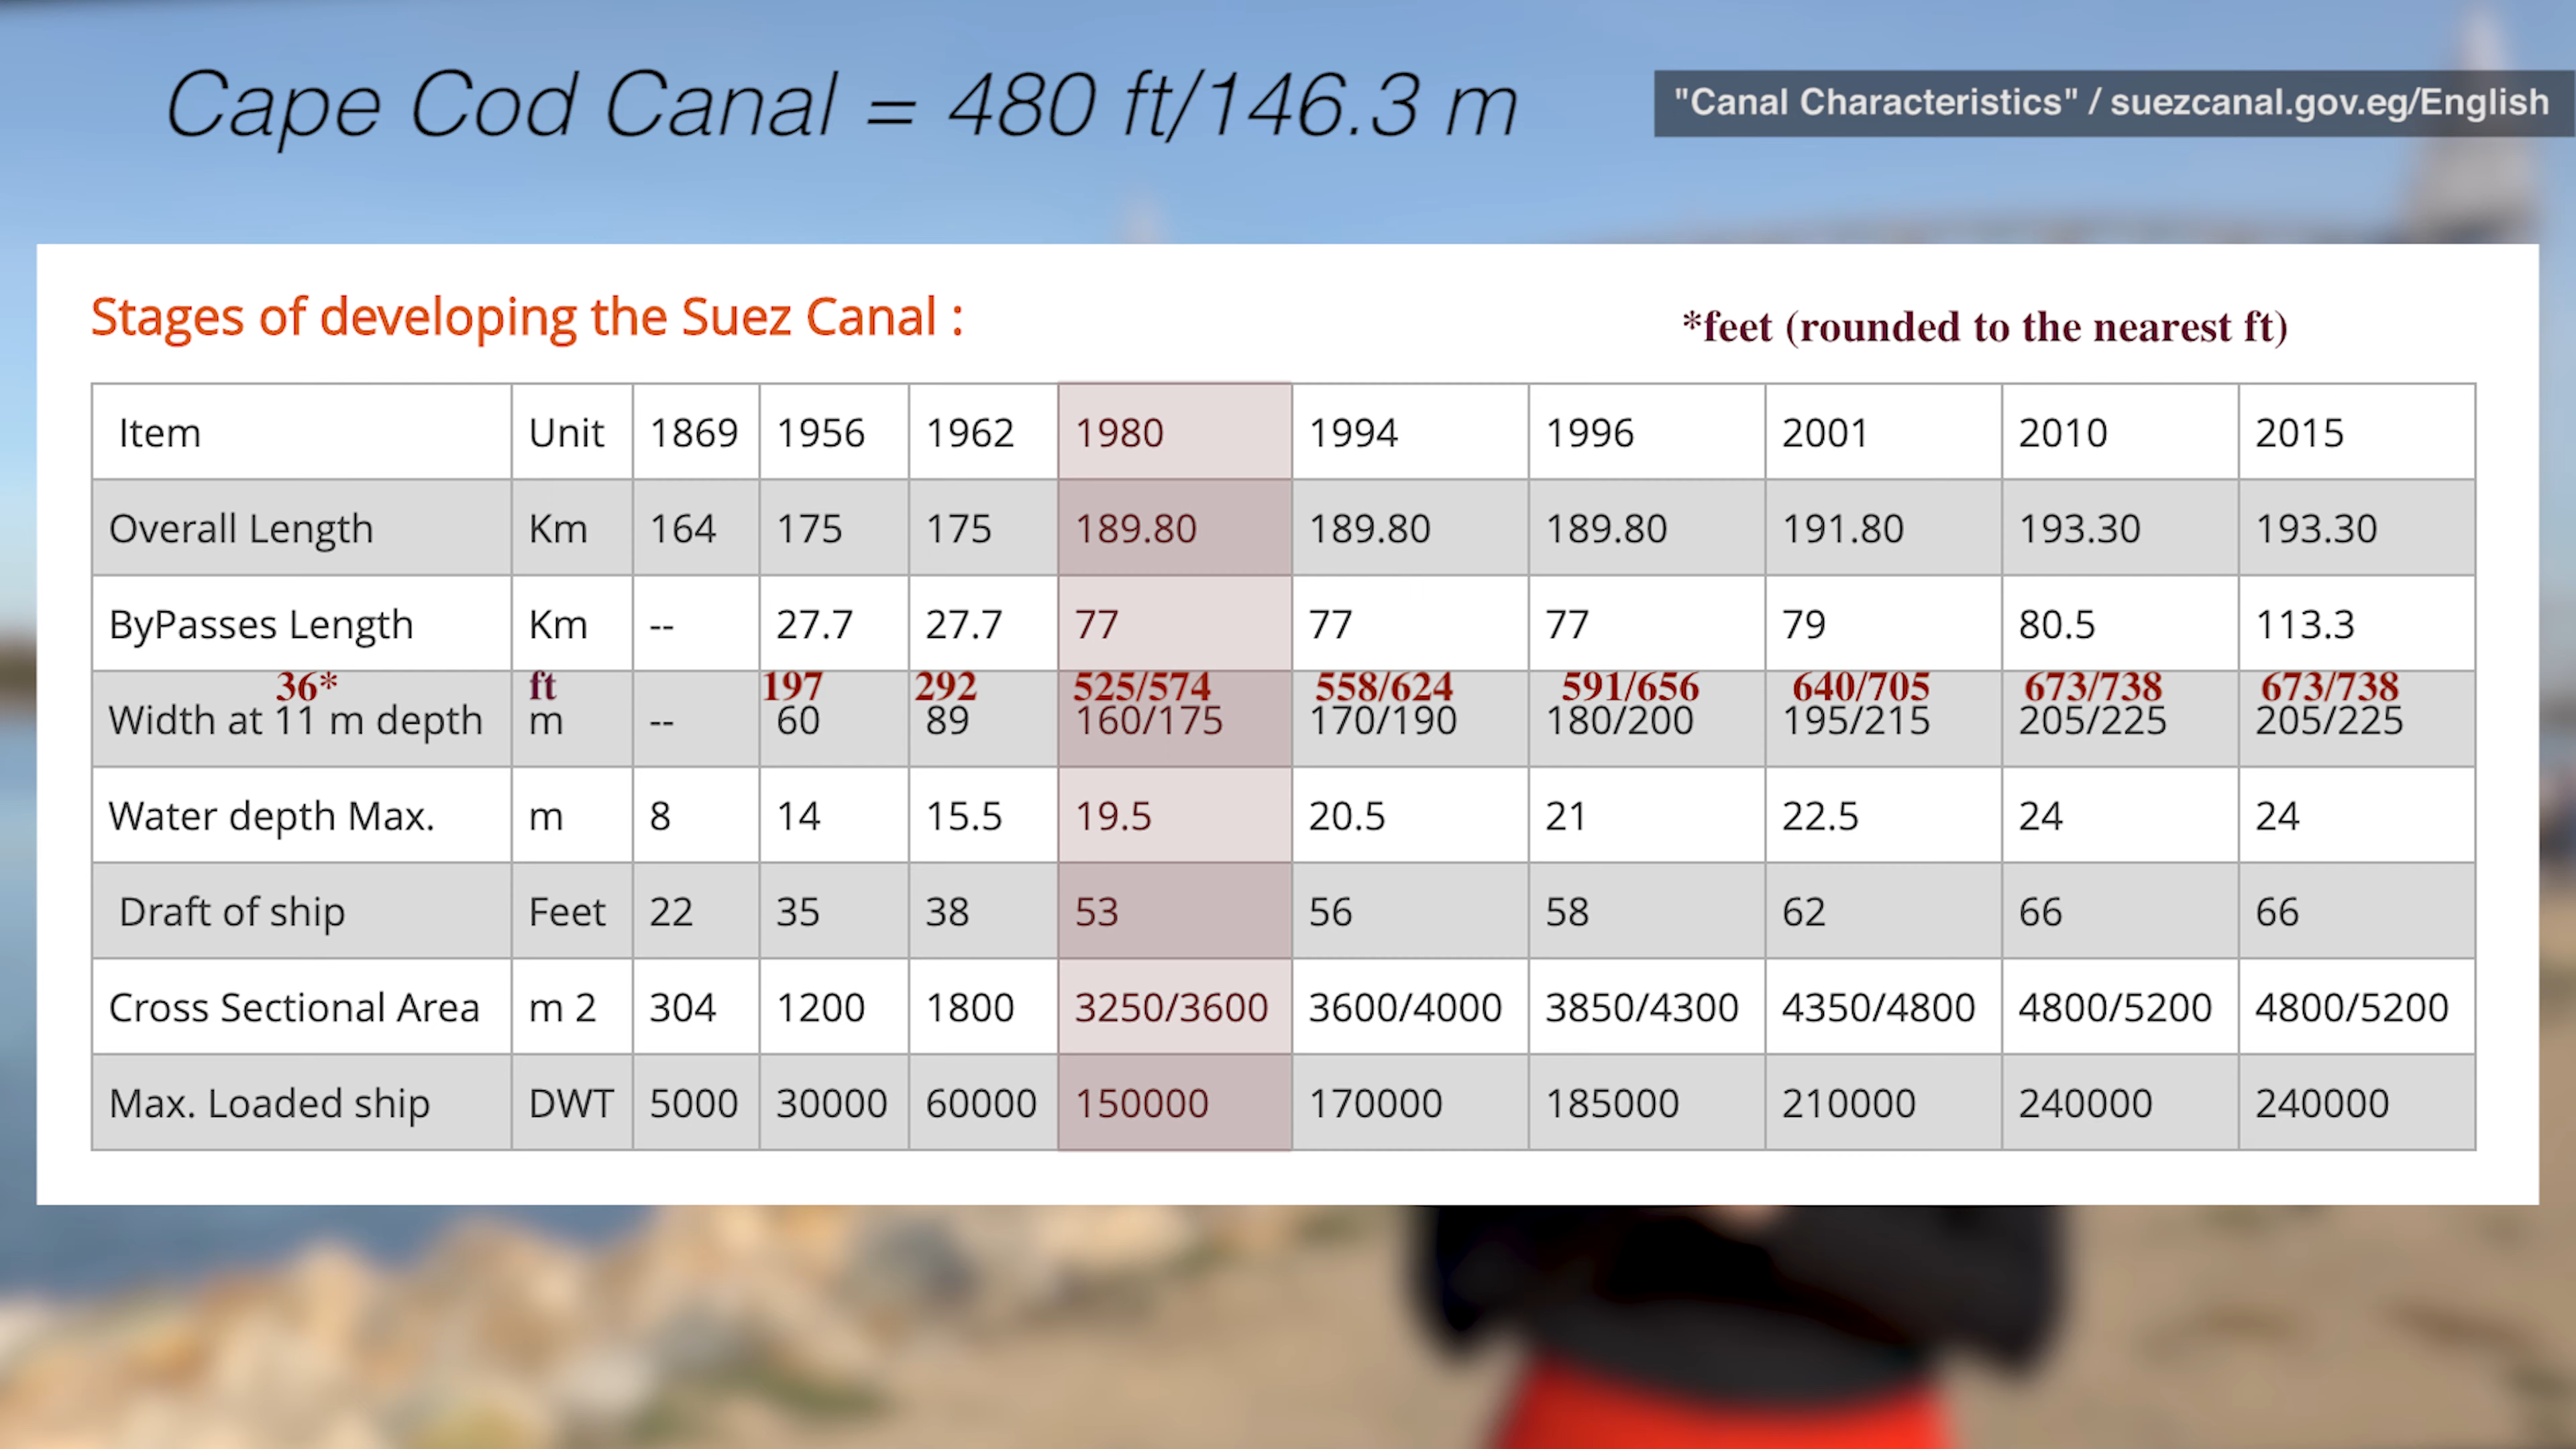 Cape Cod Canal = 480 ft/146.3 m
"Canal Characteristics" / suezcanal.gov.eg/English
Stages of developing the Suez Canal :
*feet (rounded to the nearest ft)
Item Unit 1869 1956 1962 1980 1994 1996 2001 2010 2015
Overall Length Km 164 175 175 189.80 189.80 189.80 191.80 193.30 193.30
ByPasses Length Km -- 27.7 27.7 77 77 77 79 80.5 113.3
36* ft 197 292 525/574 558/624 591/656 640/705 673/738 673/738
Width at 11 m depth m -- 60 89 160/175 170/190 180/200 195/215 205/225 205/225
Water depth Max. m 8 14 15.5 19.5 20.5 21 22.5 24 24
Draft of ship Feet 22 35 38 53 56 58 62 66 66
Cross Sectional Area m 2 304 1200 1800 3250/3600 3600/4000 3850/4300 4350/4800 4800/5200 4800/5200
Max. Loaded ship DWT 5000 30000 60000 150000 170000 185000 210000 240000 240000